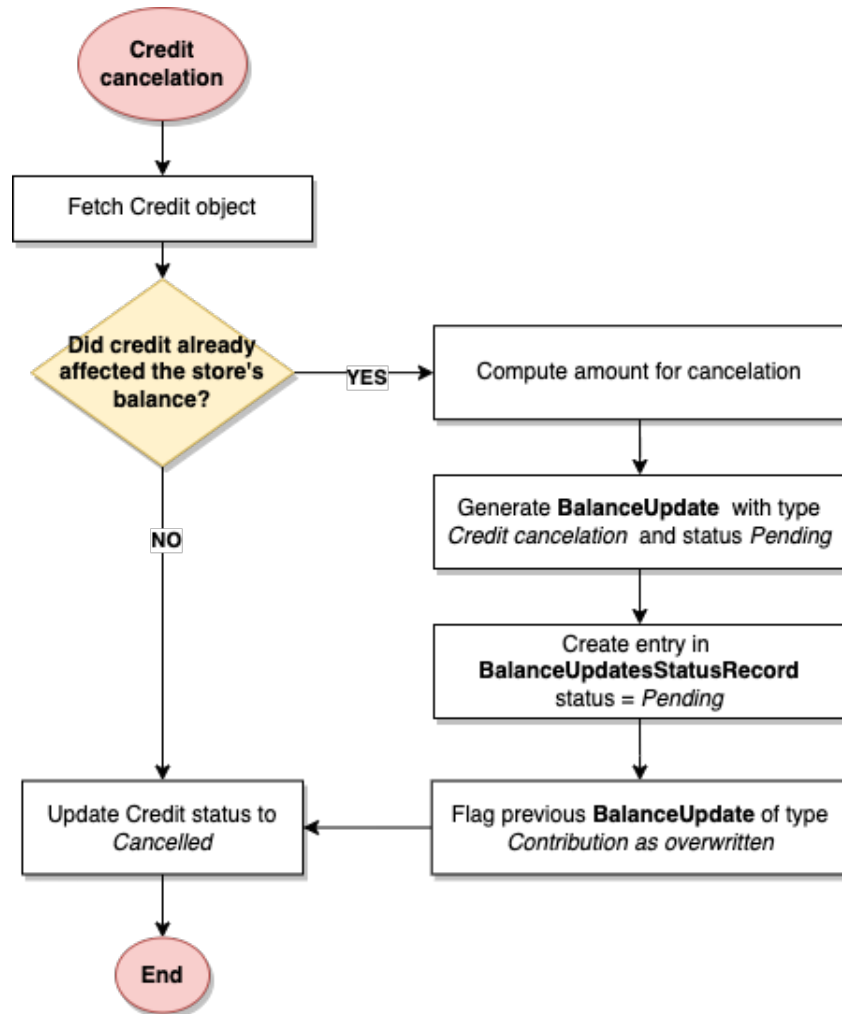 Credit
cancelation
Fetch Credit object
Did credit already
affected the store's
balance?
YES
Compute amount for cancelation
Generate BalanceUpdate with type
Credit cancelation and status Pending
NO
Create entry in
BalanceUpdatesStatusRecord
status = Pending
Flag previous BalanceUpdate of type
Contribution as overwritten
Update Credit status to
Cancelled
End